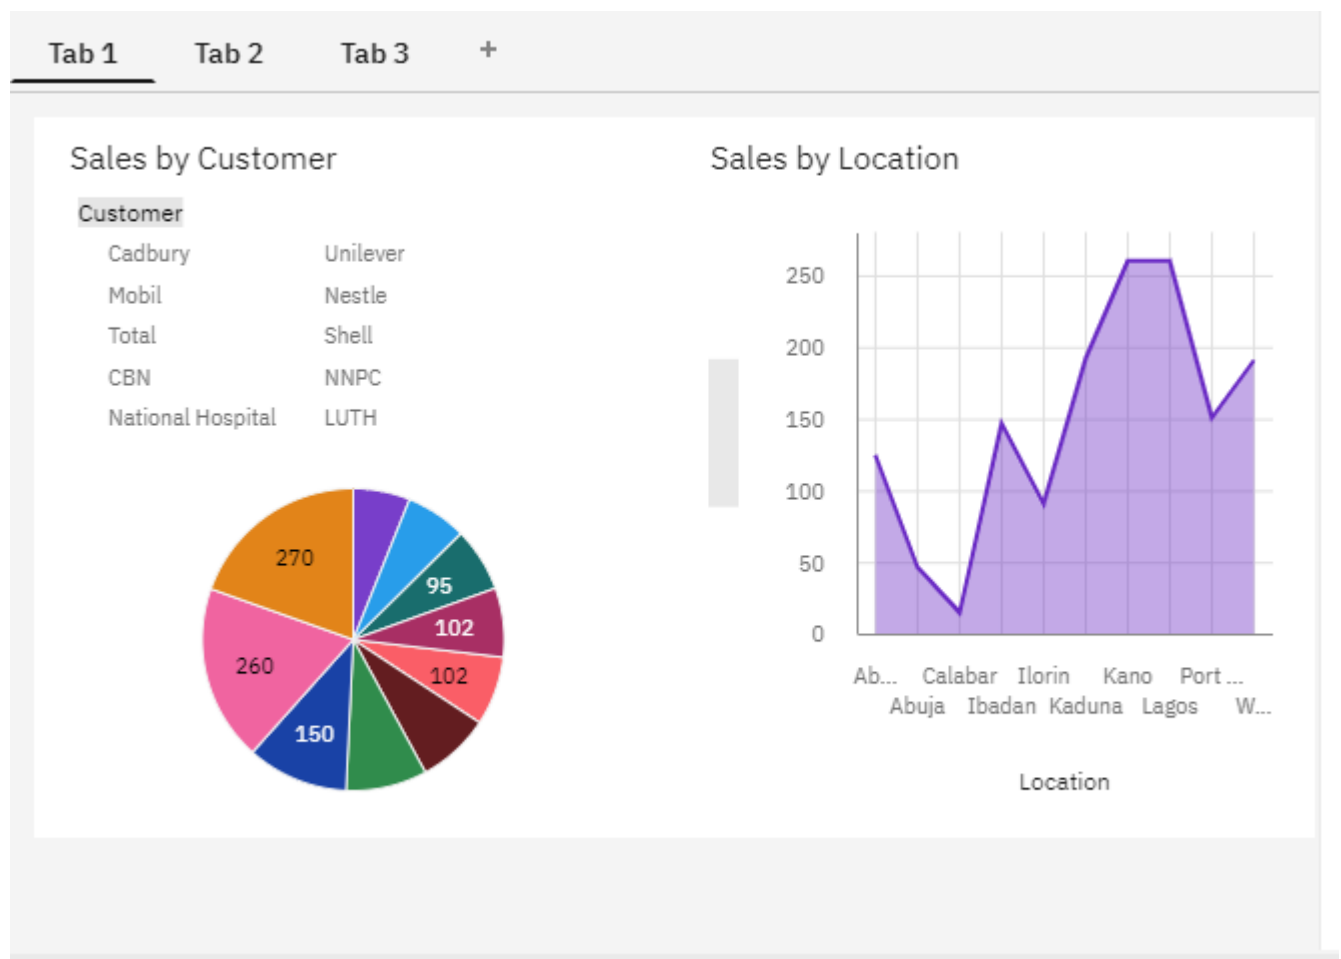 Tab 1 Tab 2 Tab 3 +
Sales by Customer
Customer
Cadbury Unilever
Mobil Nestle
Total Shell
CBN NNPC
National Hospital LUTH
270
95
102
102
260
150
Sales by Location
250
200
150
100
50
0
Ab... Calabar Ilorin Kano Port ...
Abuja Ibadan Kaduna Lagos W...
Location